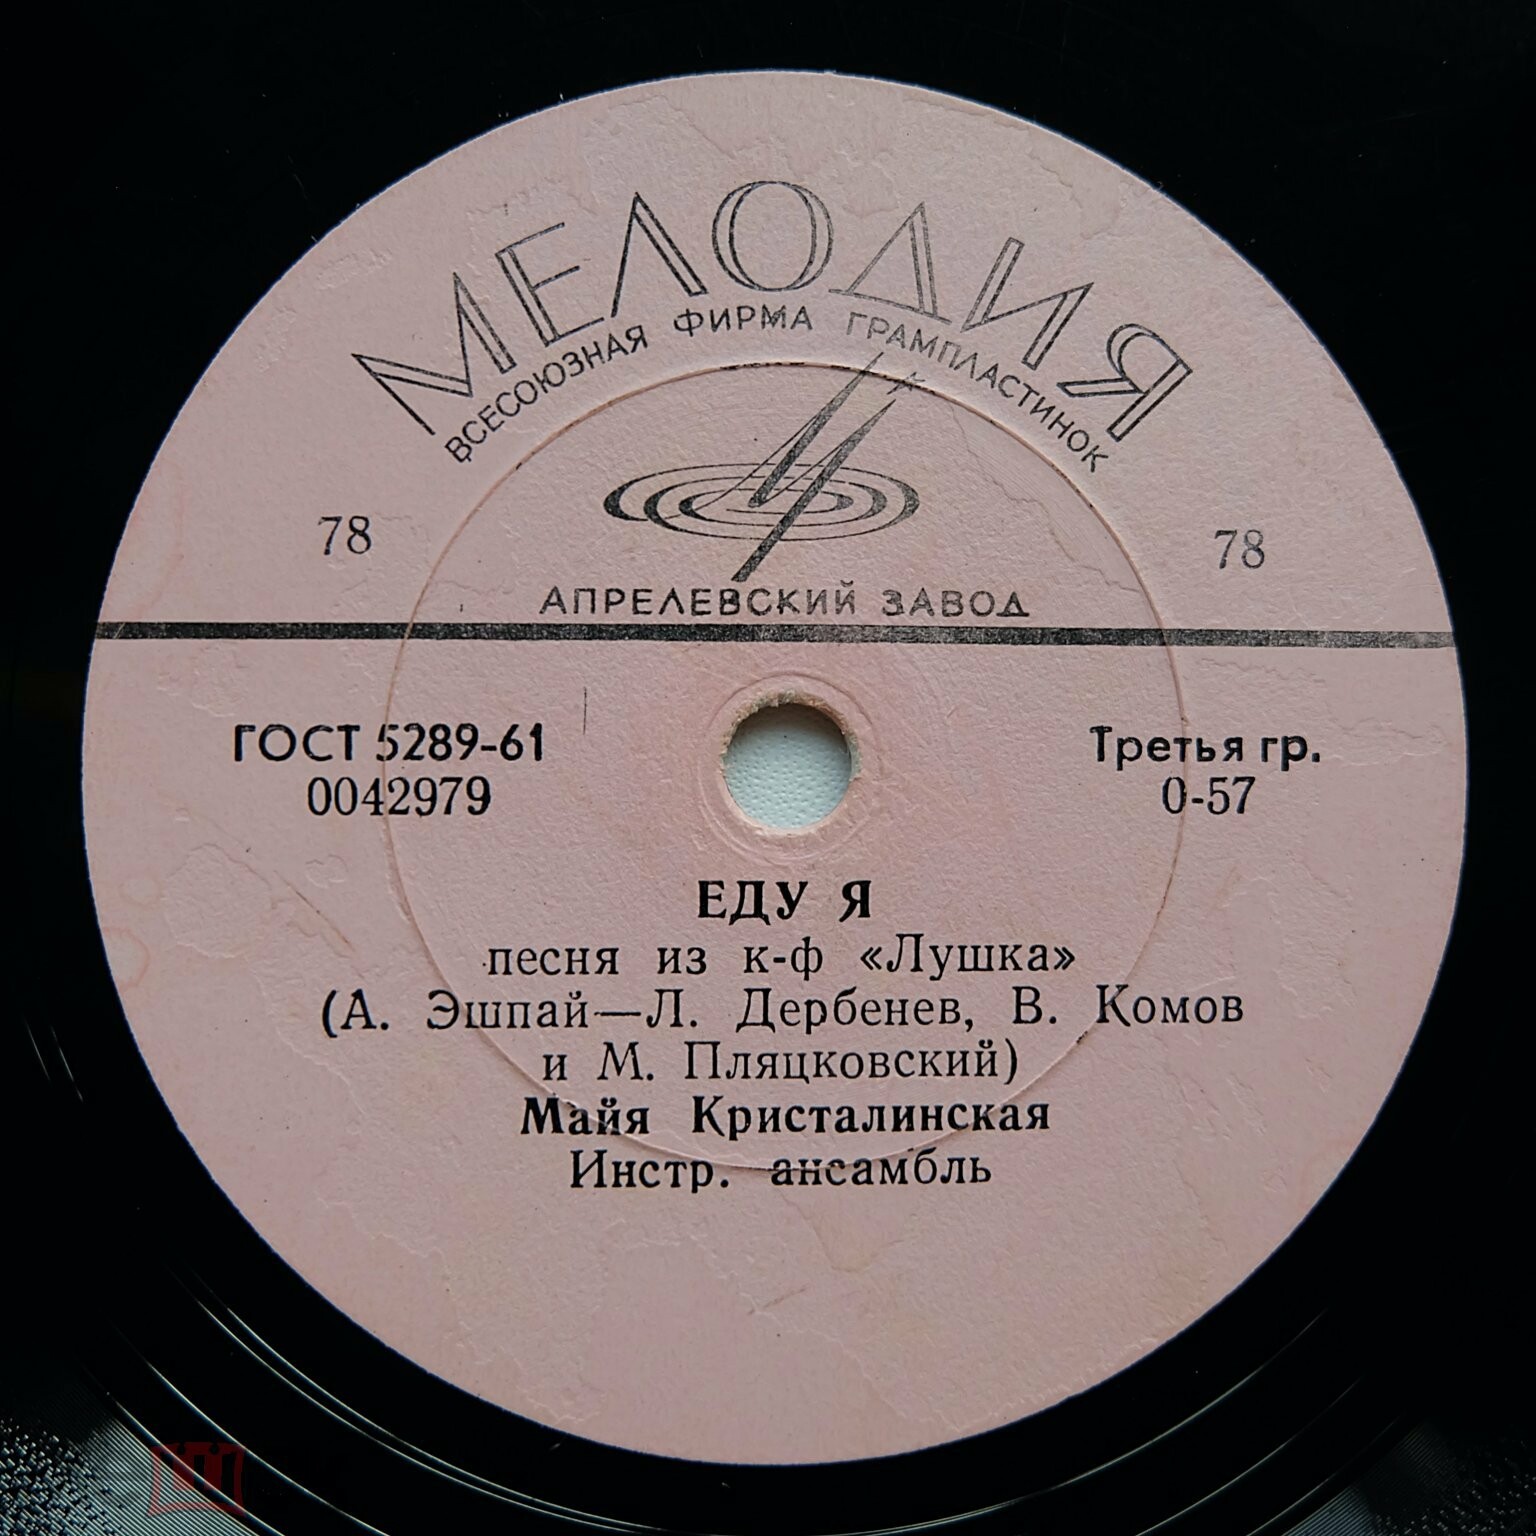 МЕЛОДИЯ
ВСЕСОЮЗНАЯ ФИРМА ГРАМПЛАСТИНОК
78 78
АПРЕЛЕВСКИЙ ЗАВОД
ГОСТ 5289-61 Третья гр.
0042979 0-57
ЕДУ Я
песня из к-ф «Лушка»
(А. Эшпай—Л. Дербенев, В. Комов
и М. Пляцковский)
Майя Кристалинская
Инстр. ансамбль